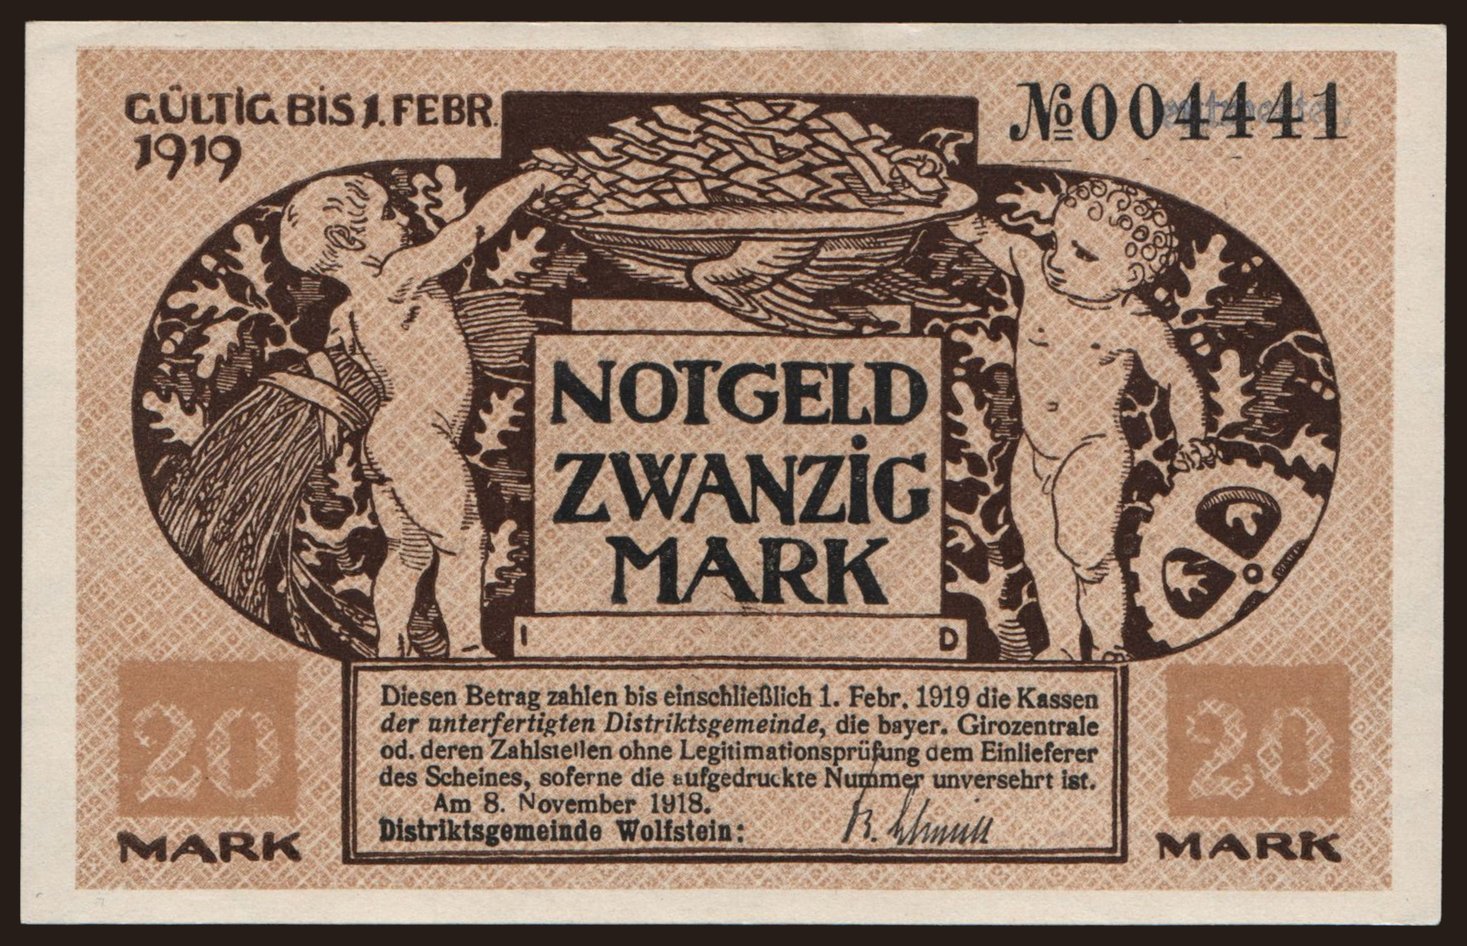 GÜLTIG BIS 1. FEBR.
1919
№ 004441
NOTGELD
ZWANZIG
MARK
I D
Diesen Betrag zahlen bis einschließlich 1. Febr. 1919 die Kassen
der unterfertigten Distriktsgemeinde, die bayer. Girozentrale
od. deren Zahlstellen ohne Legitimationsprüfung dem Einlieferer
des Scheines, soferne die aufgedruckte Nummer unversehrt ist.
Am 8. November 1918.
Distriktsgemeinde Wolfstein:
20
MARK
20
MARK